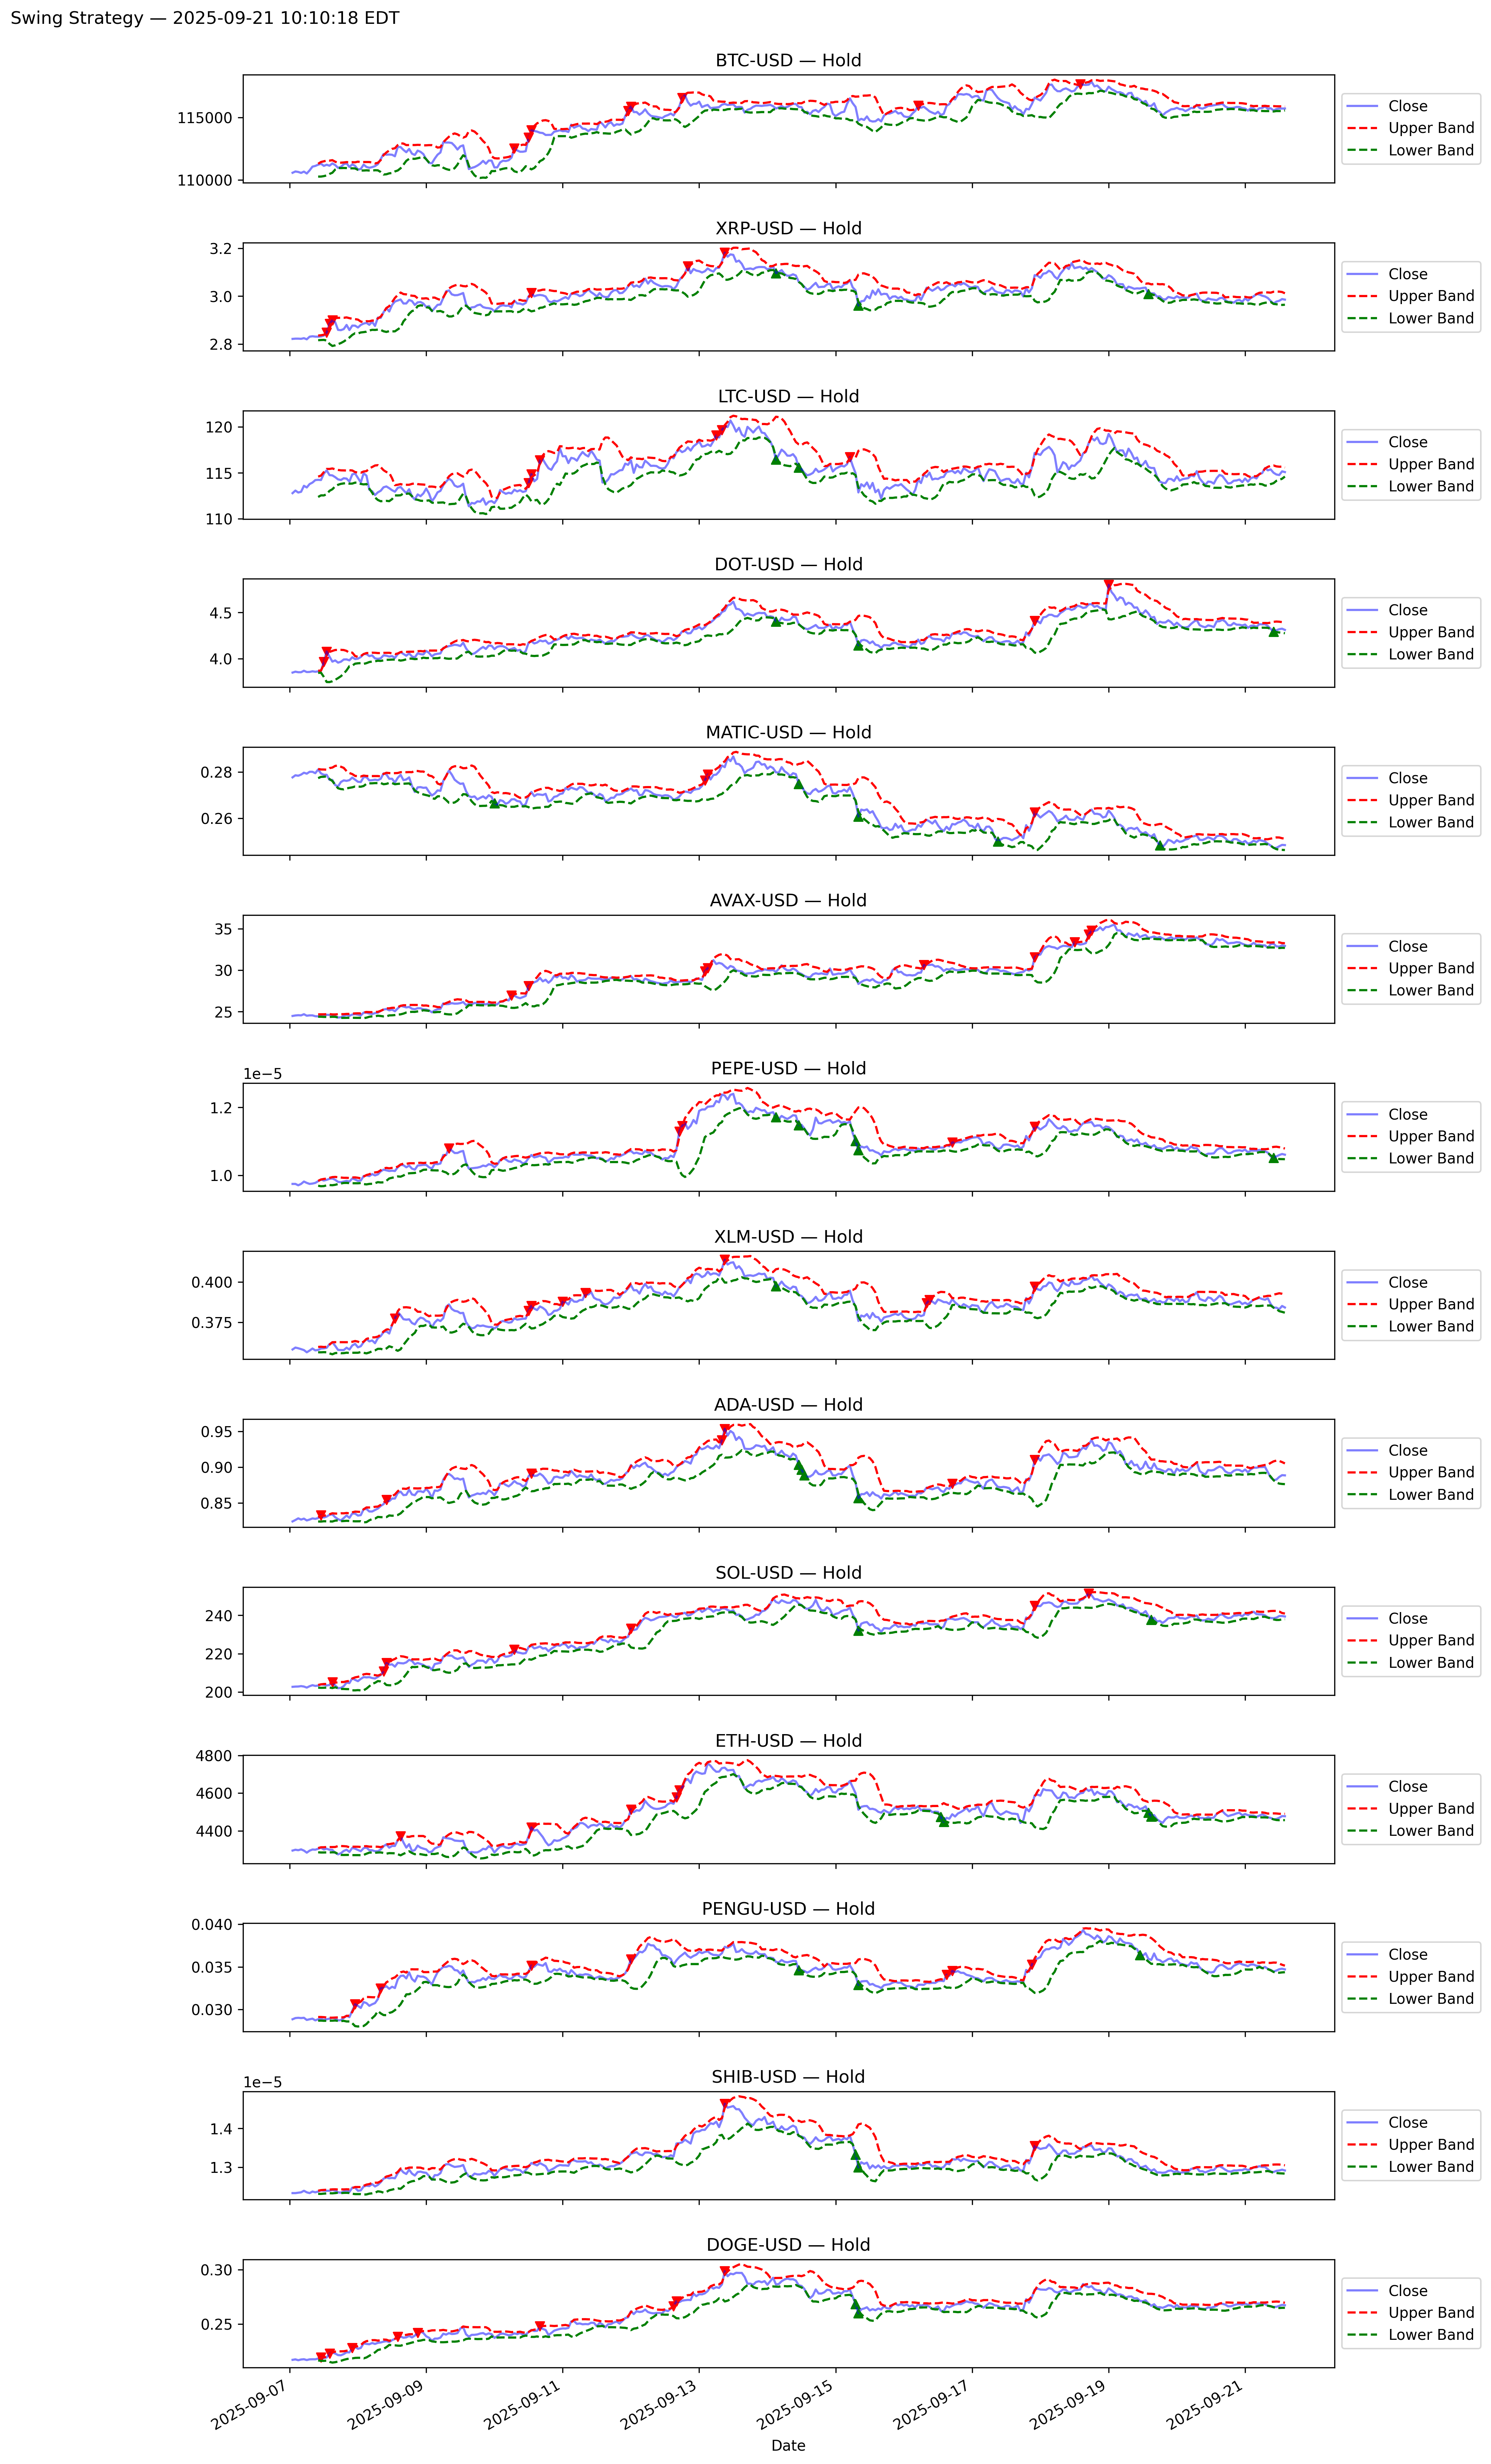 Swing Strategy — 2025-09-21 10:10:18 EDT
BTC-USD — Hold
115000
110000
Close
Upper Band
Lower Band
XRP-USD — Hold
3.2
3.0
2.8
Close
Upper Band
Lower Band
LTC-USD — Hold
120
115
110
Close
Upper Band
Lower Band
DOT-USD — Hold
4.5
4.0
Close
Upper Band
Lower Band
MATIC-USD — Hold
0.28
0.26
Close
Upper Band
Lower Band
AVAX-USD — Hold
35
30
25
Close
Upper Band
Lower Band
PEPE-USD — Hold
1e−5
1.2
1.0
Close
Upper Band
Lower Band
XLM-USD — Hold
0.400
0.375
Close
Upper Band
Lower Band
ADA-USD — Hold
0.95
0.90
0.85
Close
Upper Band
Lower Band
SOL-USD — Hold
240
220
200
Close
Upper Band
Lower Band
ETH-USD — Hold
4800
4600
4400
Close
Upper Band
Lower Band
PENGU-USD — Hold
0.040
0.035
0.030
Close
Upper Band
Lower Band
SHIB-USD — Hold
1e−5
1.4
1.3
Close
Upper Band
Lower Band
DOGE-USD — Hold
0.30
0.25
Close
Upper Band
Lower Band
2025-09-07
2025-09-09
2025-09-11
2025-09-13
2025-09-15
2025-09-17
2025-09-19
2025-09-21
Date